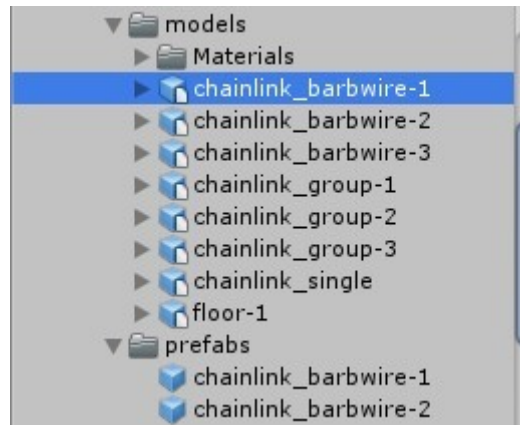 models
Materials
chainlink_barbwire-1
chainlink_barbwire-2
chainlink_barbwire-3
chainlink_group-1
chainlink_group-2
chainlink_group-3
chainlink_single
floor-1
prefabs
chainlink_barbwire-1
chainlink_barbwire-2